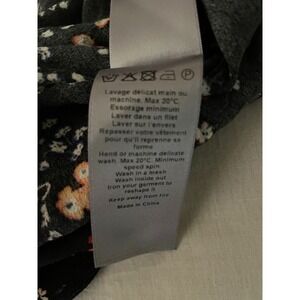 Lavage délicat main ou
machine. Max 20°C.
Essorage minimum
Laver dans un filet
Laver sur l'envers
Repasser votre vêtement
pour qu'il reprenne sa
forme
Hand or machine delicate
wash. Max 20°C. Minimum
speed spin.
Wash in a mesh
Wash inside out
Iron your garment to
reshape it
Keep away from fire
Made in China